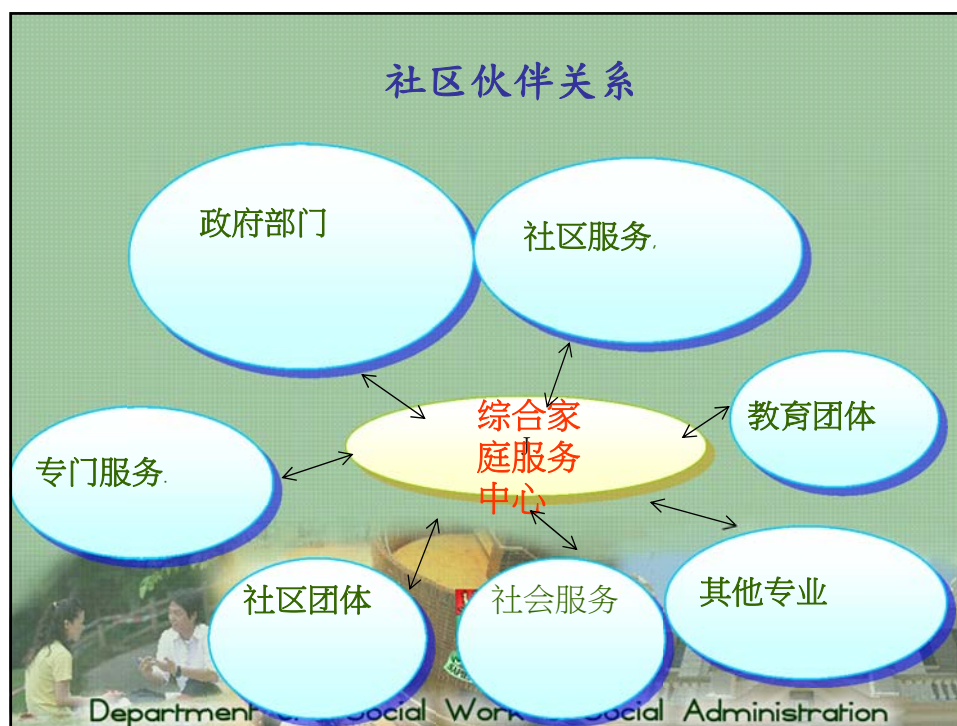 社区伙伴关系
政府部门
社区服,务.
综合家
庭服务
中心
教育团体
专门服务.
社区团体
社会服务
其他专业
Department Social Work Social Administration